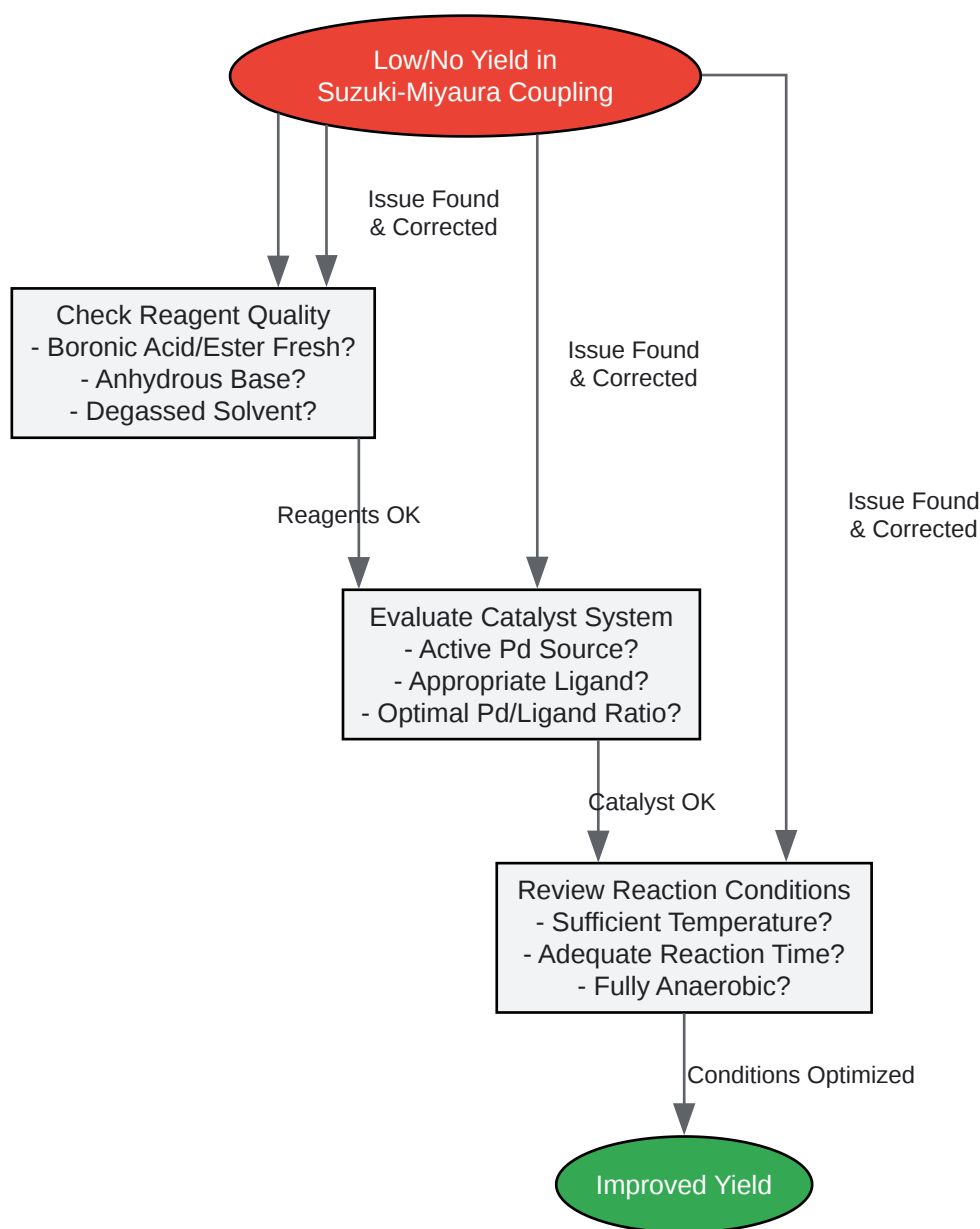 Low/No Yield in
Suzuki-Miyaura Coupling
Issue Found
& Corrected
Check Reagent Quality
- Boronic Acid/Ester Fresh?
- Anhydrous Base?
- Degassed Solvent?
Issue Found
& Corrected
Issue Found
& Corrected
Reagents OK
Evaluate Catalyst System
- Active Pd Source?
- Appropriate Ligand?
- Optimal Pd/Ligand Ratio?
Catalyst OK
Review Reaction Conditions
- Sufficient Temperature?
- Adequate Reaction Time?
- Fully Anaerobic?
Conditions Optimized
Improved Yield